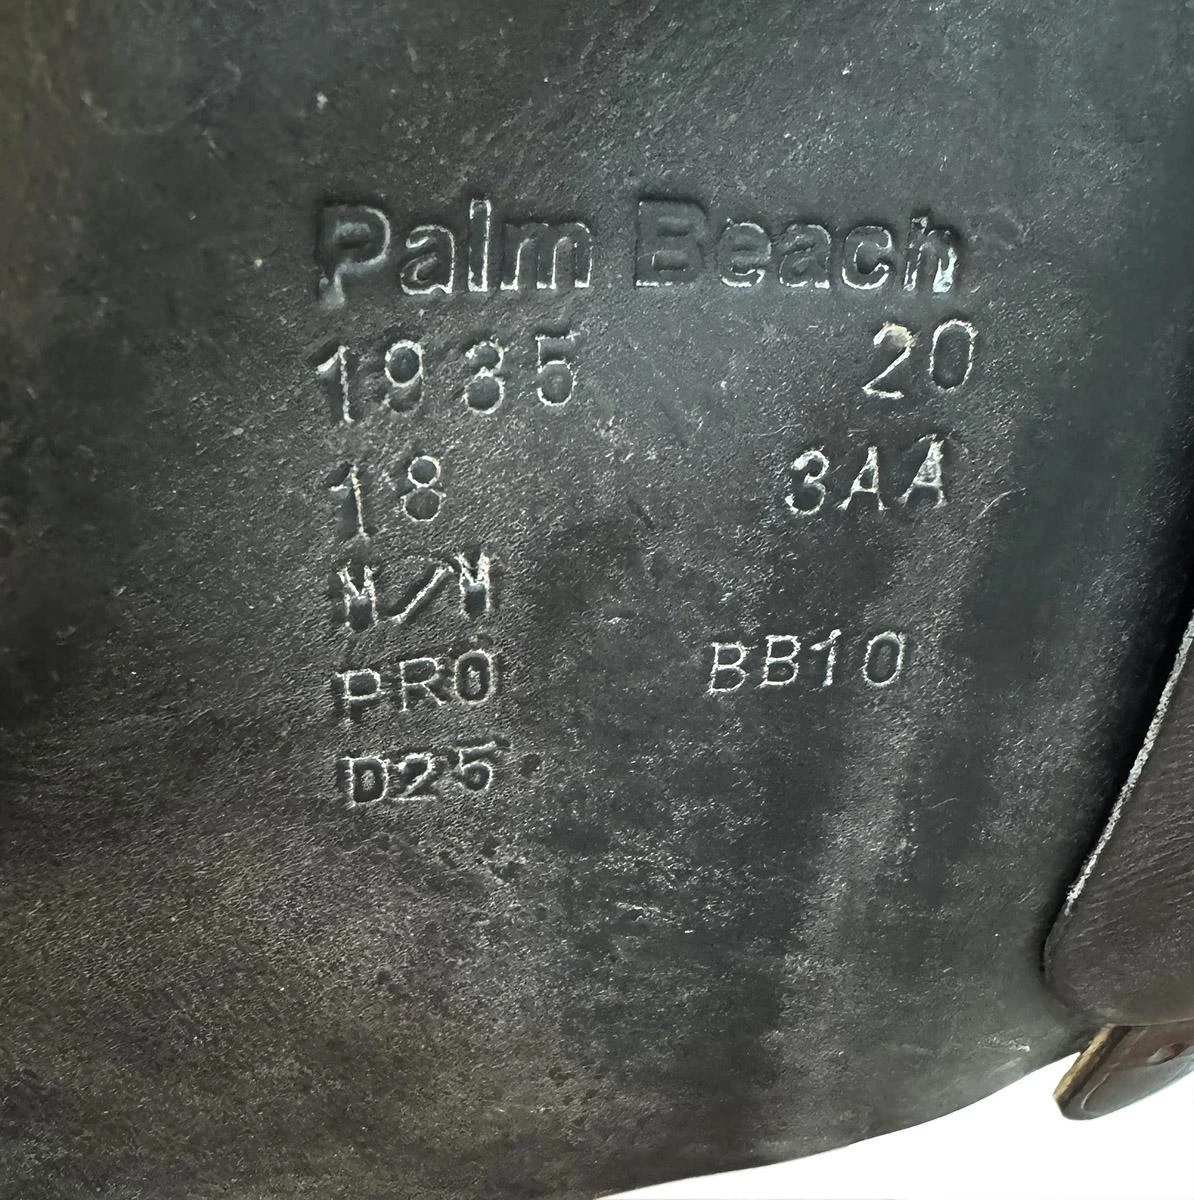 Palm Beach
1935 20
18 3AA
M/M
PRO BB10
D25